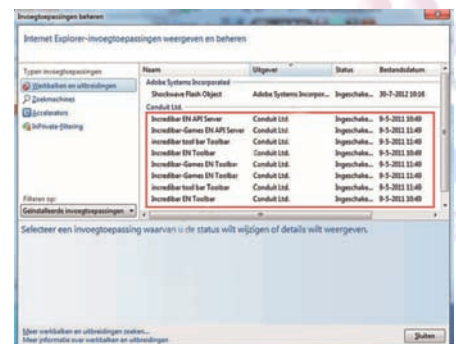 Invoegtoepassingen beheren
Internet Explorer-invoegtoepassingen weergeven en beheren
Typen invoegtoepassingen
Werkbalken en uitbreidingen
Zoekmachines
Accelerators
InPrivate-filtering
Filteren op:
Geïnstalleerde invoegtoepassingen
Naam Uitgever Status Bestandsdatum
Adobe Systems Incorporated
Shockwave Flash Object Adobe Systems Incorpor... Ingeschake... 30-7-2012 10:16
Conduit Ltd.
Incredibar EN API Server Conduit Ltd. Ingeschake... 9-5-2011 10:49
Incredibar-Games EN API Server Conduit Ltd. Ingeschake... 9-5-2011 11:49
incredibar tool bar Toolbar Conduit Ltd. Ingeschake... 9-5-2011 11:49
Incredibar EN Toolbar Conduit Ltd. Ingeschake... 9-5-2011 10:49
Incredibar-Games EN Toolbar Conduit Ltd. Ingeschake... 9-5-2011 11:49
Incredibar-Games EN Toolbar Conduit Ltd. Ingeschake... 9-5-2011 11:49
incredibar tool bar Toolbar Conduit Ltd. Ingeschake... 9-5-2011 11:49
Incredibar EN Toolbar Conduit Ltd. Ingeschake... 9-5-2011 10:49
Selecteer een invoegtoepassing waarvan u de status wilt wijzigen of details wilt weergeven.
Meer werkbalken en uitbreidingen zoeken...
Meer informatie over werkbalken en uitbreidingen
Sluiten